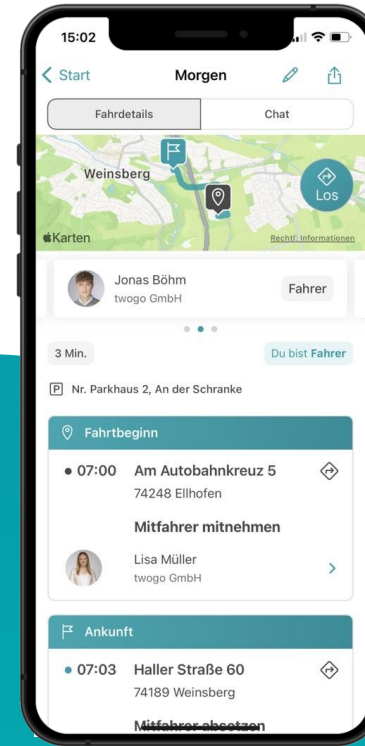 15:02
Start
Morgen
Fahrdetails
Chat
Weinsberg
Los
Karten
Rechtl. Informationen
Jonas Böhm
twogo GmbH
Fahrer
3 Min.
Du bist Fahrer
P Nr. Parkhaus 2, An der Schranke
Fahrtbeginn
07:00 Am Autobahnkreuz 5
74248 Ellhofen
Mitfahrer mitnehmen
Lisa Müller
twogo GmbH
Ankunft
07:03 Haller Straße 60
74189 Weinsberg
Mitfahrer absetzen